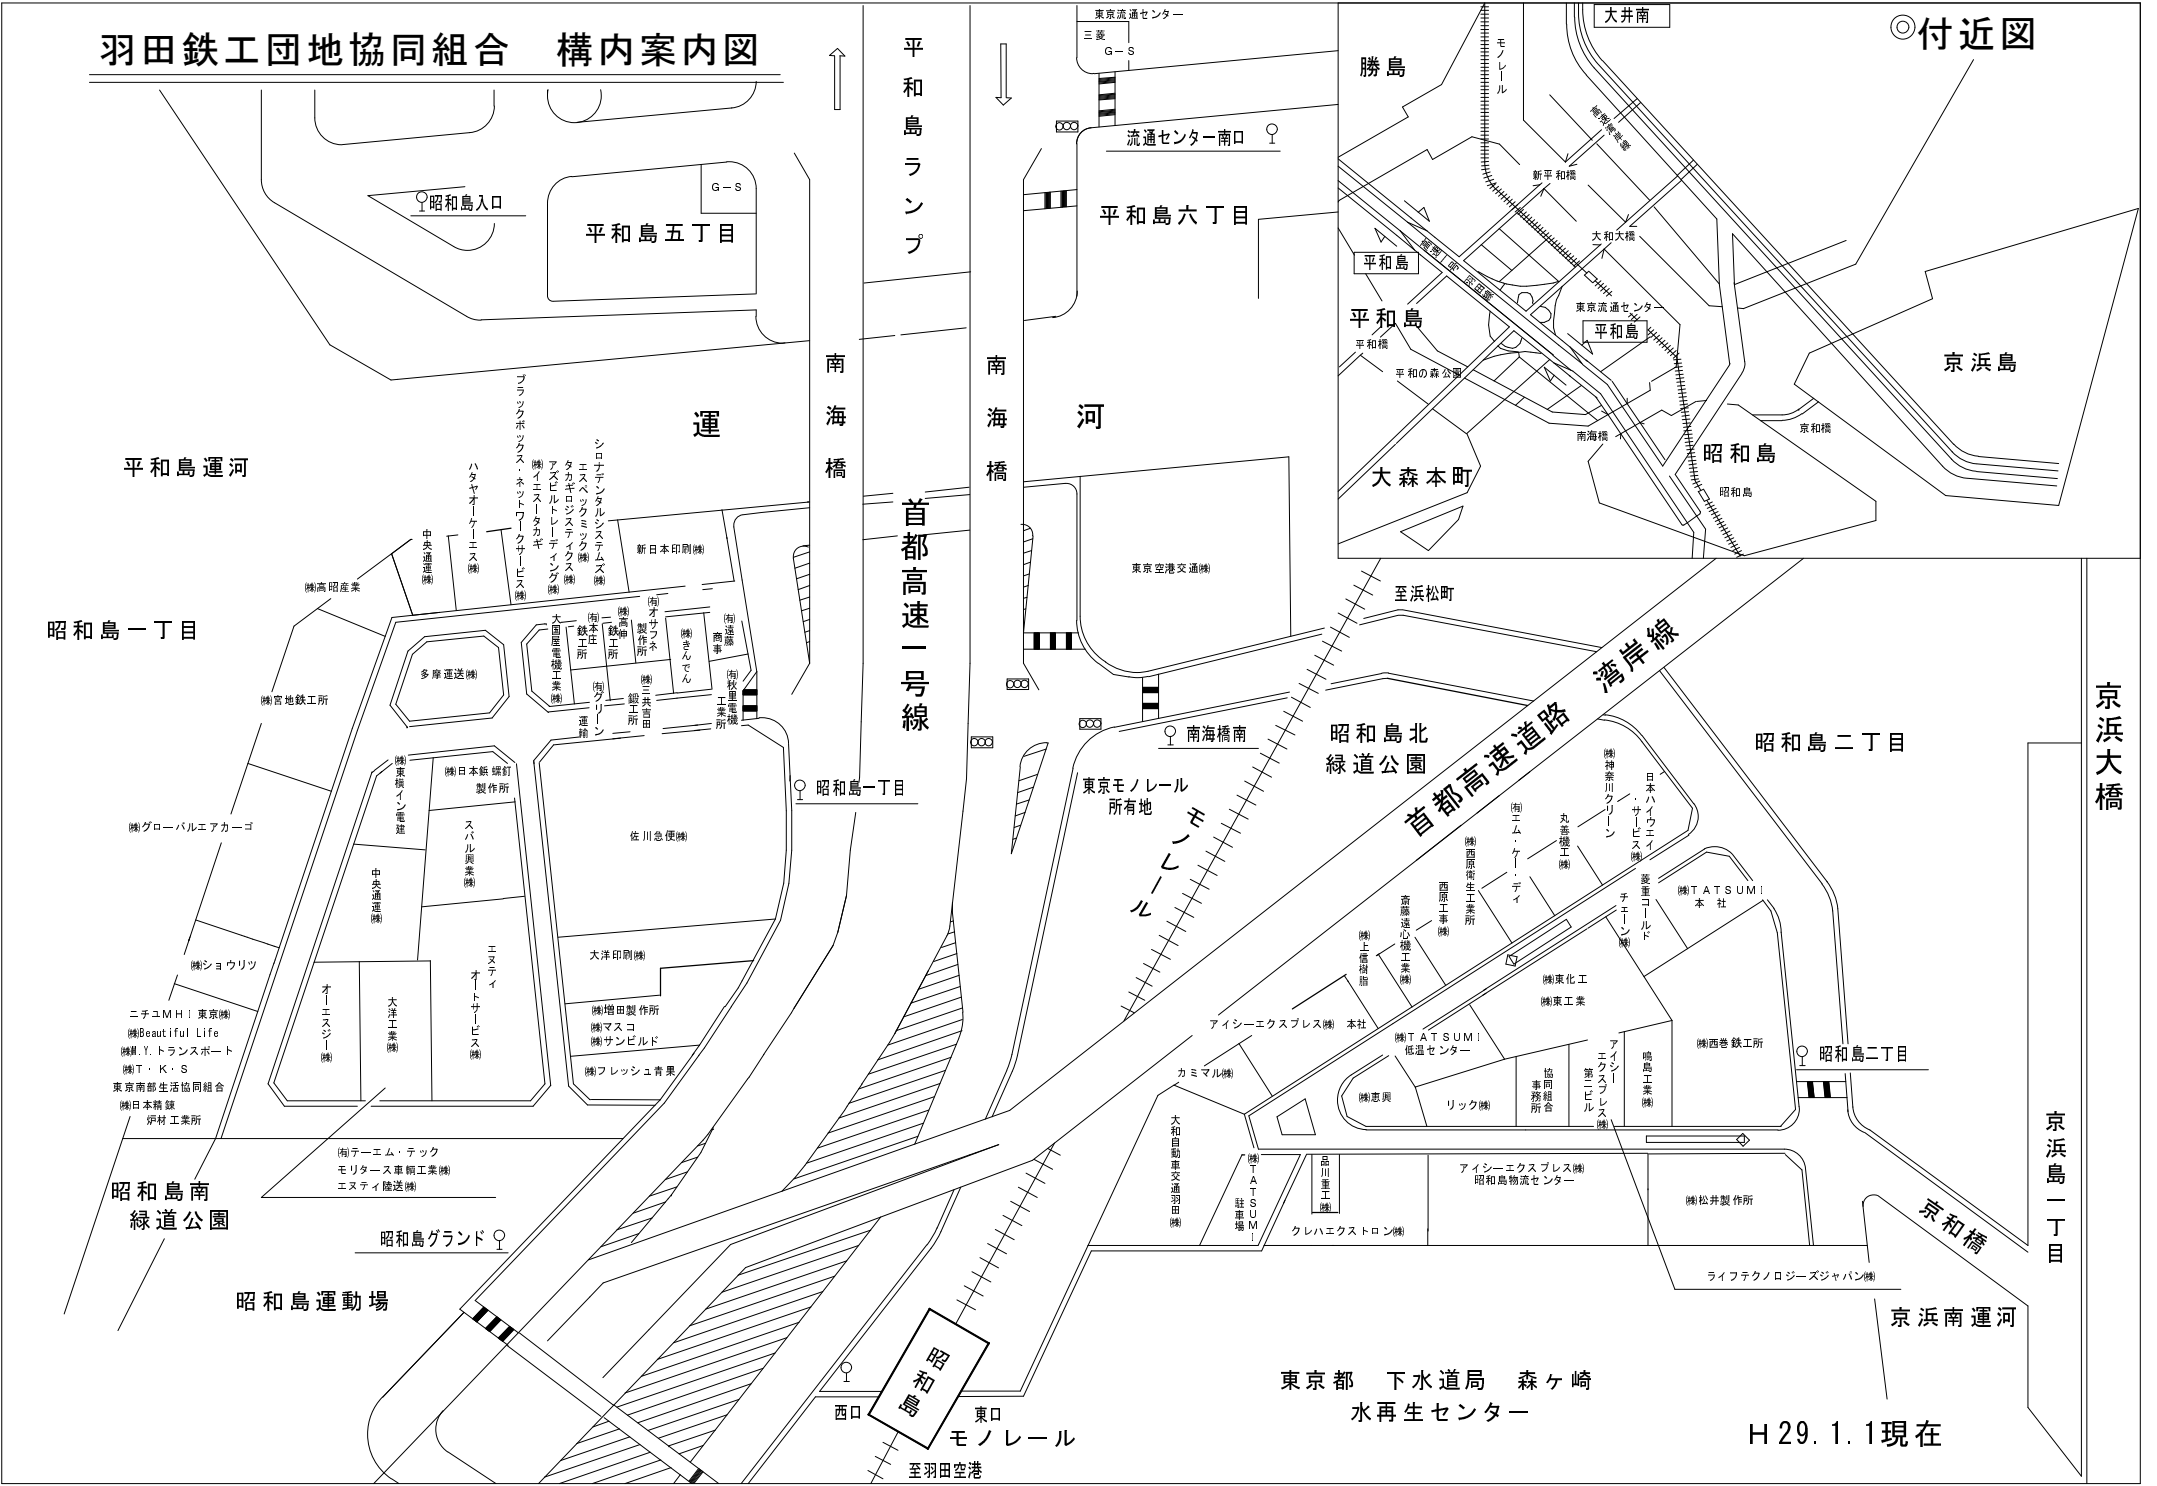 羽田鉄工団地協同組合　構内案内図
昭和島入口
G－S
平和島五丁目
平和島ランプ
東京流通センター
三菱
G－S
流通センター南口
平和島六丁目
南海橋
南海橋
運
河
平和島運河
首都高速一号線
◎付近図
大井南
勝島
モノレール
高速湾岸線
新平和橋
大和大橋
平和島
平和島
平和橋
東京流通センター
平和島
平和の森公園
南海橋
大森本町
昭和島
昭和島
京和橋
京浜島
昭和島一丁目
㈱高昭産業
中央通運㈱
ハタヤオーケーエス㈱
ブラックボックス・ネットワークサービス㈱
㈱イエースータカギ
アズビルトレーディング㈱
タカギロジスティクス㈱
エスペックミック㈱
シロナデンタルシステムズ㈱
新日本印刷㈱
東京空港交通㈱
多摩運送㈱
大国屋電機工業㈱
㈲本庄
鉄工所
㈱高伸
鉄工所
㈲オサフネ
製作所
㈱きんでん
㈲遠藤
商事
㈲グリーン
運輸
㈱三共吉田
鍛工所
㈲秋里電機
工業所
㈱宮地鉄工所
㈱グローバルエアカーゴ
㈱ショウリツ
㈱東横イン電建
㈱日本鋲螺釘
製作所
スバル興業㈱
中央通運㈱
佐川急便㈱
大洋印刷㈱
㈱増田製作所
㈱マスコ
㈱サンビルド
㈱フレッシュ青果
オーエスジー㈱
大洋工業㈱
エヌティ
オートサービス㈱
ニチユMHI東京㈱
㈱Beautiful Life
㈱M.Y.トランスポート
㈱T・K・S
東京南部生活協同組合
㈱日本精錬
炉材工業所
㈲テーエム・テック
モリタース車輌工業㈱
エヌティ陸送㈱
昭和島南
緑道公園
昭和島グランド
昭和島運動場
昭和島一丁目
南海橋南
東京モノレール
所有地
モノレール
至浜松町
昭和島北
緑道公園
首都高速道路　湾岸線
昭和島二丁目
京浜大橋
㈱上信樹脂
斎藤遠心機工業㈱
西原工事㈱
㈱西原衛生工業所
㈲エム・ケー・ディ
丸善機工㈱
㈱神奈川クリーン
日本ハイウエイ
・サービス㈱
菱重コールド
チェーン㈱
㈱TATSUMI
本　社
㈱東化工
㈱東工業
アイシーエクスプレス㈱　本社
㈱TATSUMI
低温センター
カミマル㈱
㈱恵興
リック㈱
協同組合
事務所
アイシー
エクスプレス㈱
第二ビル
鳴島工業㈱
㈱西巻鉄工所
昭和島二丁目
大和自動車交通羽田㈱
㈱TATSUMI
駐車場
品川重工㈱
クレハエクストロン㈱
アイシーエクスプレス㈱
昭和島物流センター
㈱松井製作所
ライフテクノロジーズジャパン㈱
京和橋
京浜島一丁目
京浜南運河
昭和島
西口
東口
モノレール
至羽田空港
東京都　下水道局　森ヶ崎
水再生センター
H29.1.1現在